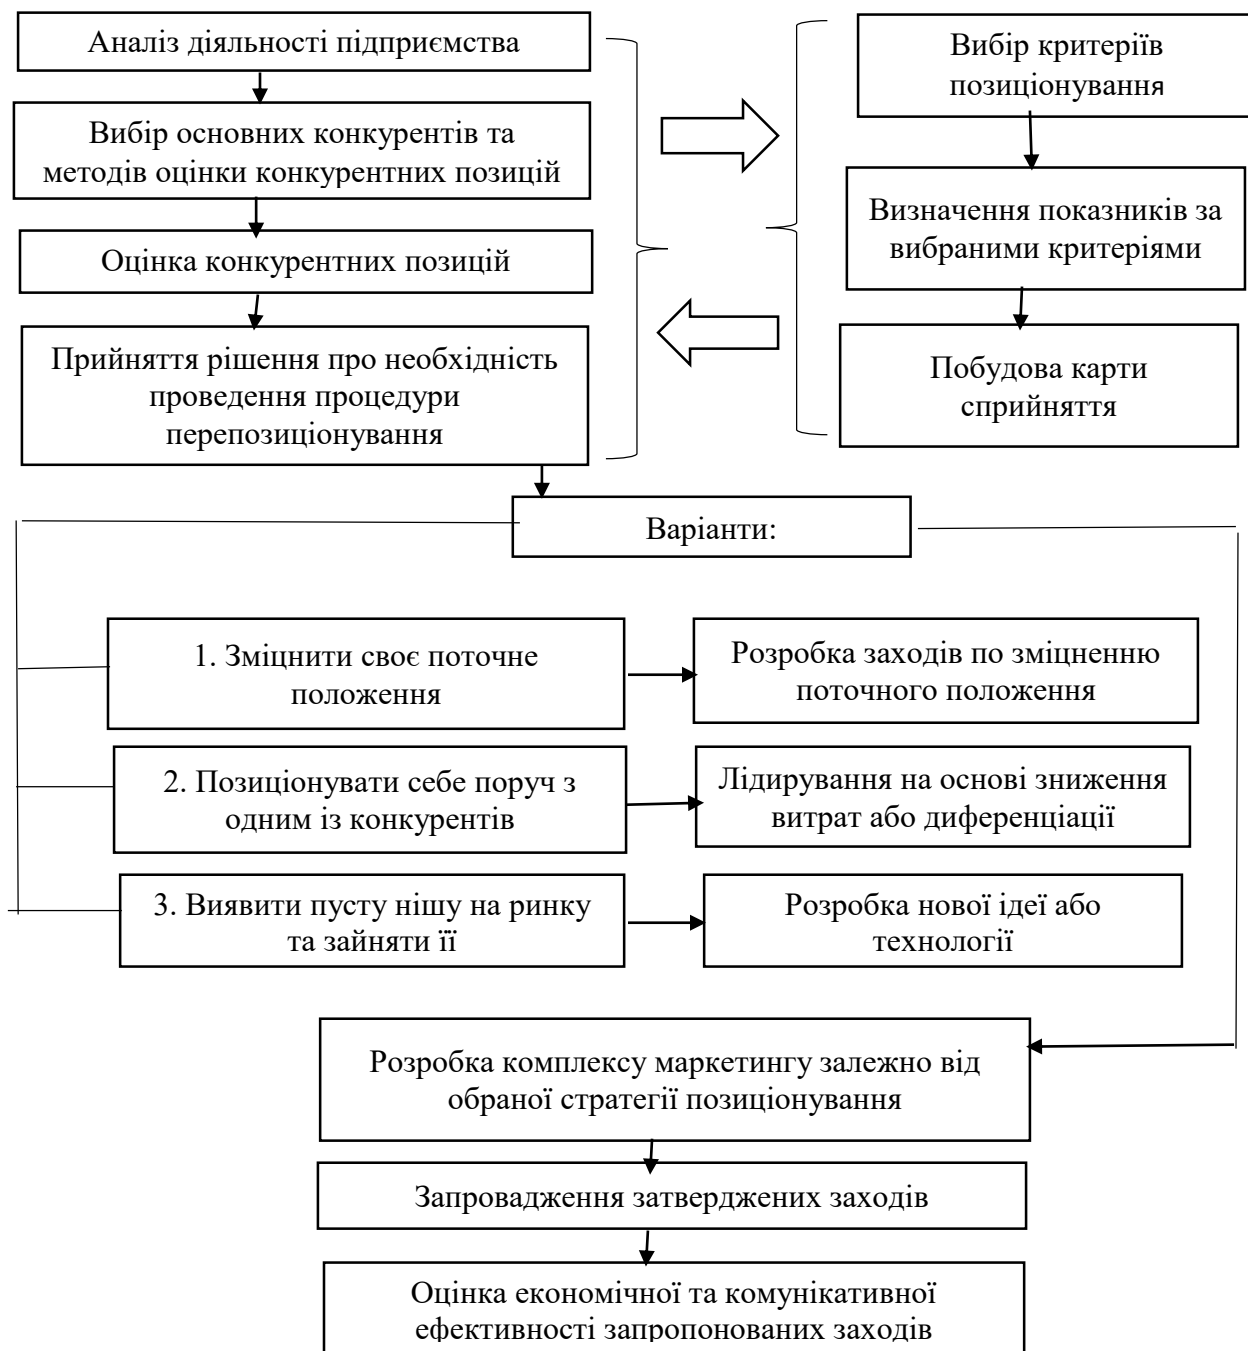 Аналіз діяльності підприємства
Вибір основних конкурентів та
методів оцінки конкурентних позицій
Оцінка конкурентних позицій
Прийняття рішення про необхідність
проведення процедури
перепозиціонування
Вибір критеріїв
позиціонування
Визначення показників за
вибраними критеріями
Побудова карти
сприйняття
Варіанти:
1. Зміцнити своє поточне
положення
Розробка заходів по зміцненню
поточного положення
2. Позиціонувати себе поруч з
одним із конкурентів
Лідирування на основі зниження
витрат або диференціації
3. Виявити пусту нішу на ринку
та зайняти її
Розробка нової ідеї або
технології
Розробка комплексу маркетингу залежно від
обраної стратегії позиціонування
Запровадження затверджених заходів
Оцінка економічної та комунікативної
ефективності запропонованих заходів